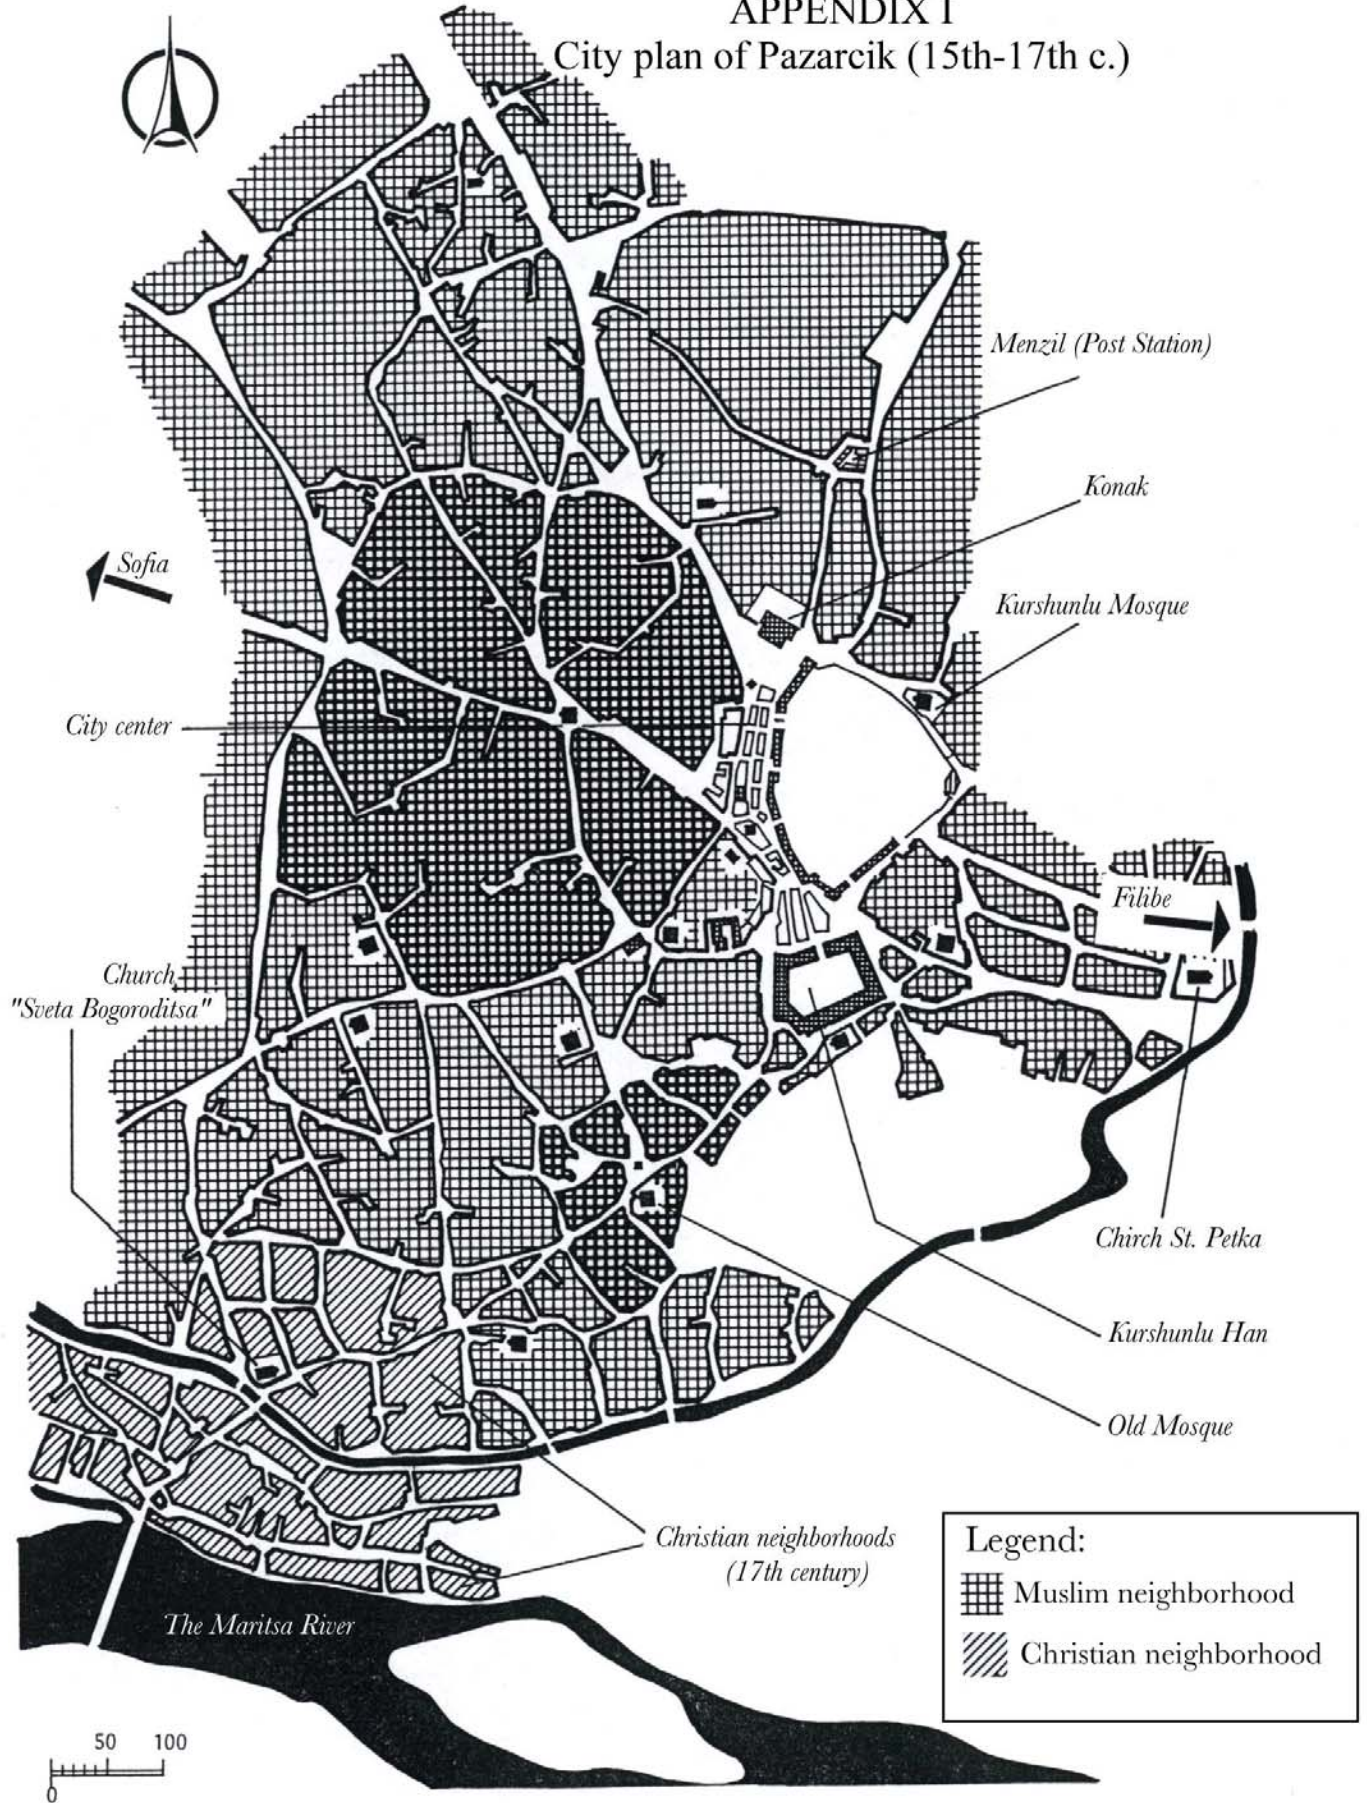 APPENDIX I
City plan of Pazarcik (15th-17th c.)
Menzil (Post Station)
Konak
Sofia
Kurshunlu Mosque
City center
Filibe
Church
"Sveta Bogoroditsa"
Chirch St. Petka
Kurshunlu Han
Old Mosque
Christian neighborhoods
(17th century)
The Maritsa River
Legend:
Muslim neighborhood
Christian neighborhood
50 100
0